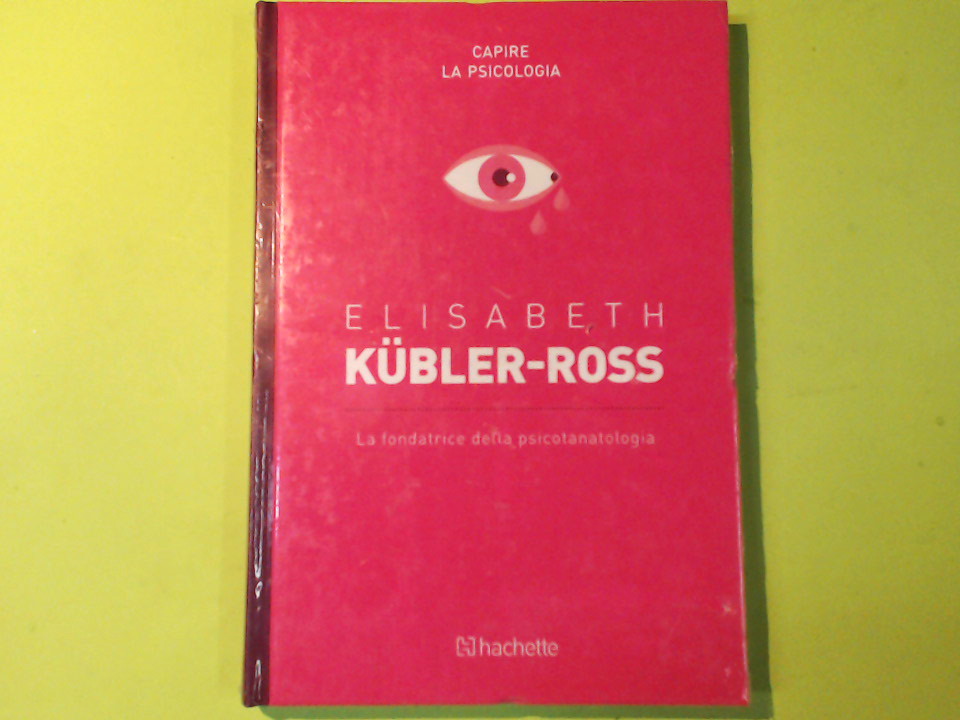 CAPIRE
LA PSICOLOGIA
ELISABETH
KÜBLER-ROSS
La fondatrice della psicotanatologia
hachette